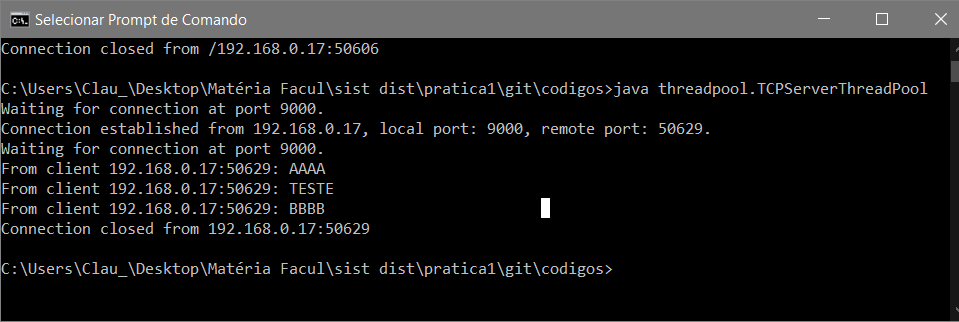 Selecionar Prompt de Comando
Connection closed from /192.168.0.17:50606
C:\Users\Clau_\Desktop\Matéria Facul\sist dist\pratica1\git\codigos>java threadpool.TCPServerThreadPool
Waiting for connection at port 9000.
Connection established from 192.168.0.17, local port: 9000, remote port: 50629.
Waiting for connection at port 9000.
From client 192.168.0.17:50629: AAAA
From client 192.168.0.17:50629: TESTE
From client 192.168.0.17:50629: BBBB
Connection closed from 192.168.0.17:50629
C:\Users\Clau_\Desktop\Matéria Facul\sist dist\pratica1\git\codigos>